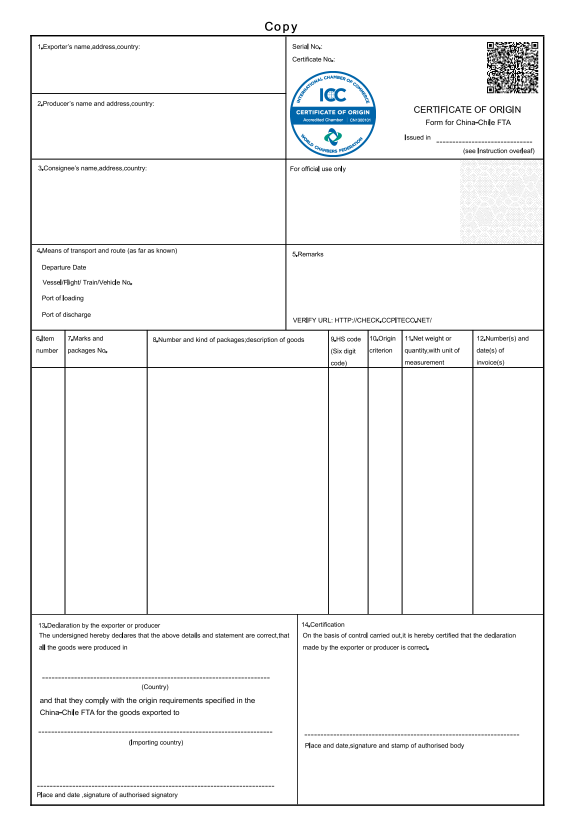 Copy
1.Exporter's name,address,country:
Serial No.:
Certificate No.:
INTERNATIONAL CHAMBER OF COMMERCE
ICC
CERTIFICATE OF ORIGIN
Accredited Chamber CN1390101
WORLD CHAMBERS FEDERATION
2.Producer's name and address,country:
CERTIFICATE OF ORIGIN
Form for China-Chile FTA
Issued in
(see Instruction overleaf)
3.Consignee's name,address,country:
For official use only
4.Means of transport and route (as far as known)
Departure Date
Vessel/Flight/ Train/Vehicle No.
Port of loading
Port of discharge
5.Remarks
VERIFY URL: HTTP://CHECK.CCPITECO.NET/
6.Item
number
7.Marks and
packages No.
8.Number and kind of packages;description of goods
9.HS code
(Six digit
code)
10.Origin
criterion
11.Net weight or
quantity,with unit of
measurement
12.Number(s) and
date(s) of
invoice(s)
13.Declaration by the exporter or producer
The undersigned hereby declares that the above details and statement are correct,that
all the goods were produced in
(Country)
and that they comply with the origin requirements specified in the
China-Chile FTA for the goods exported to
(Importing country)
Place and date ,signature of authorised signatory
14.Certification
On the basis of control carried out,it is hereby certified that the declaration
made by the exporter or producer is correct.
Place and date,signature and stamp of authorised body